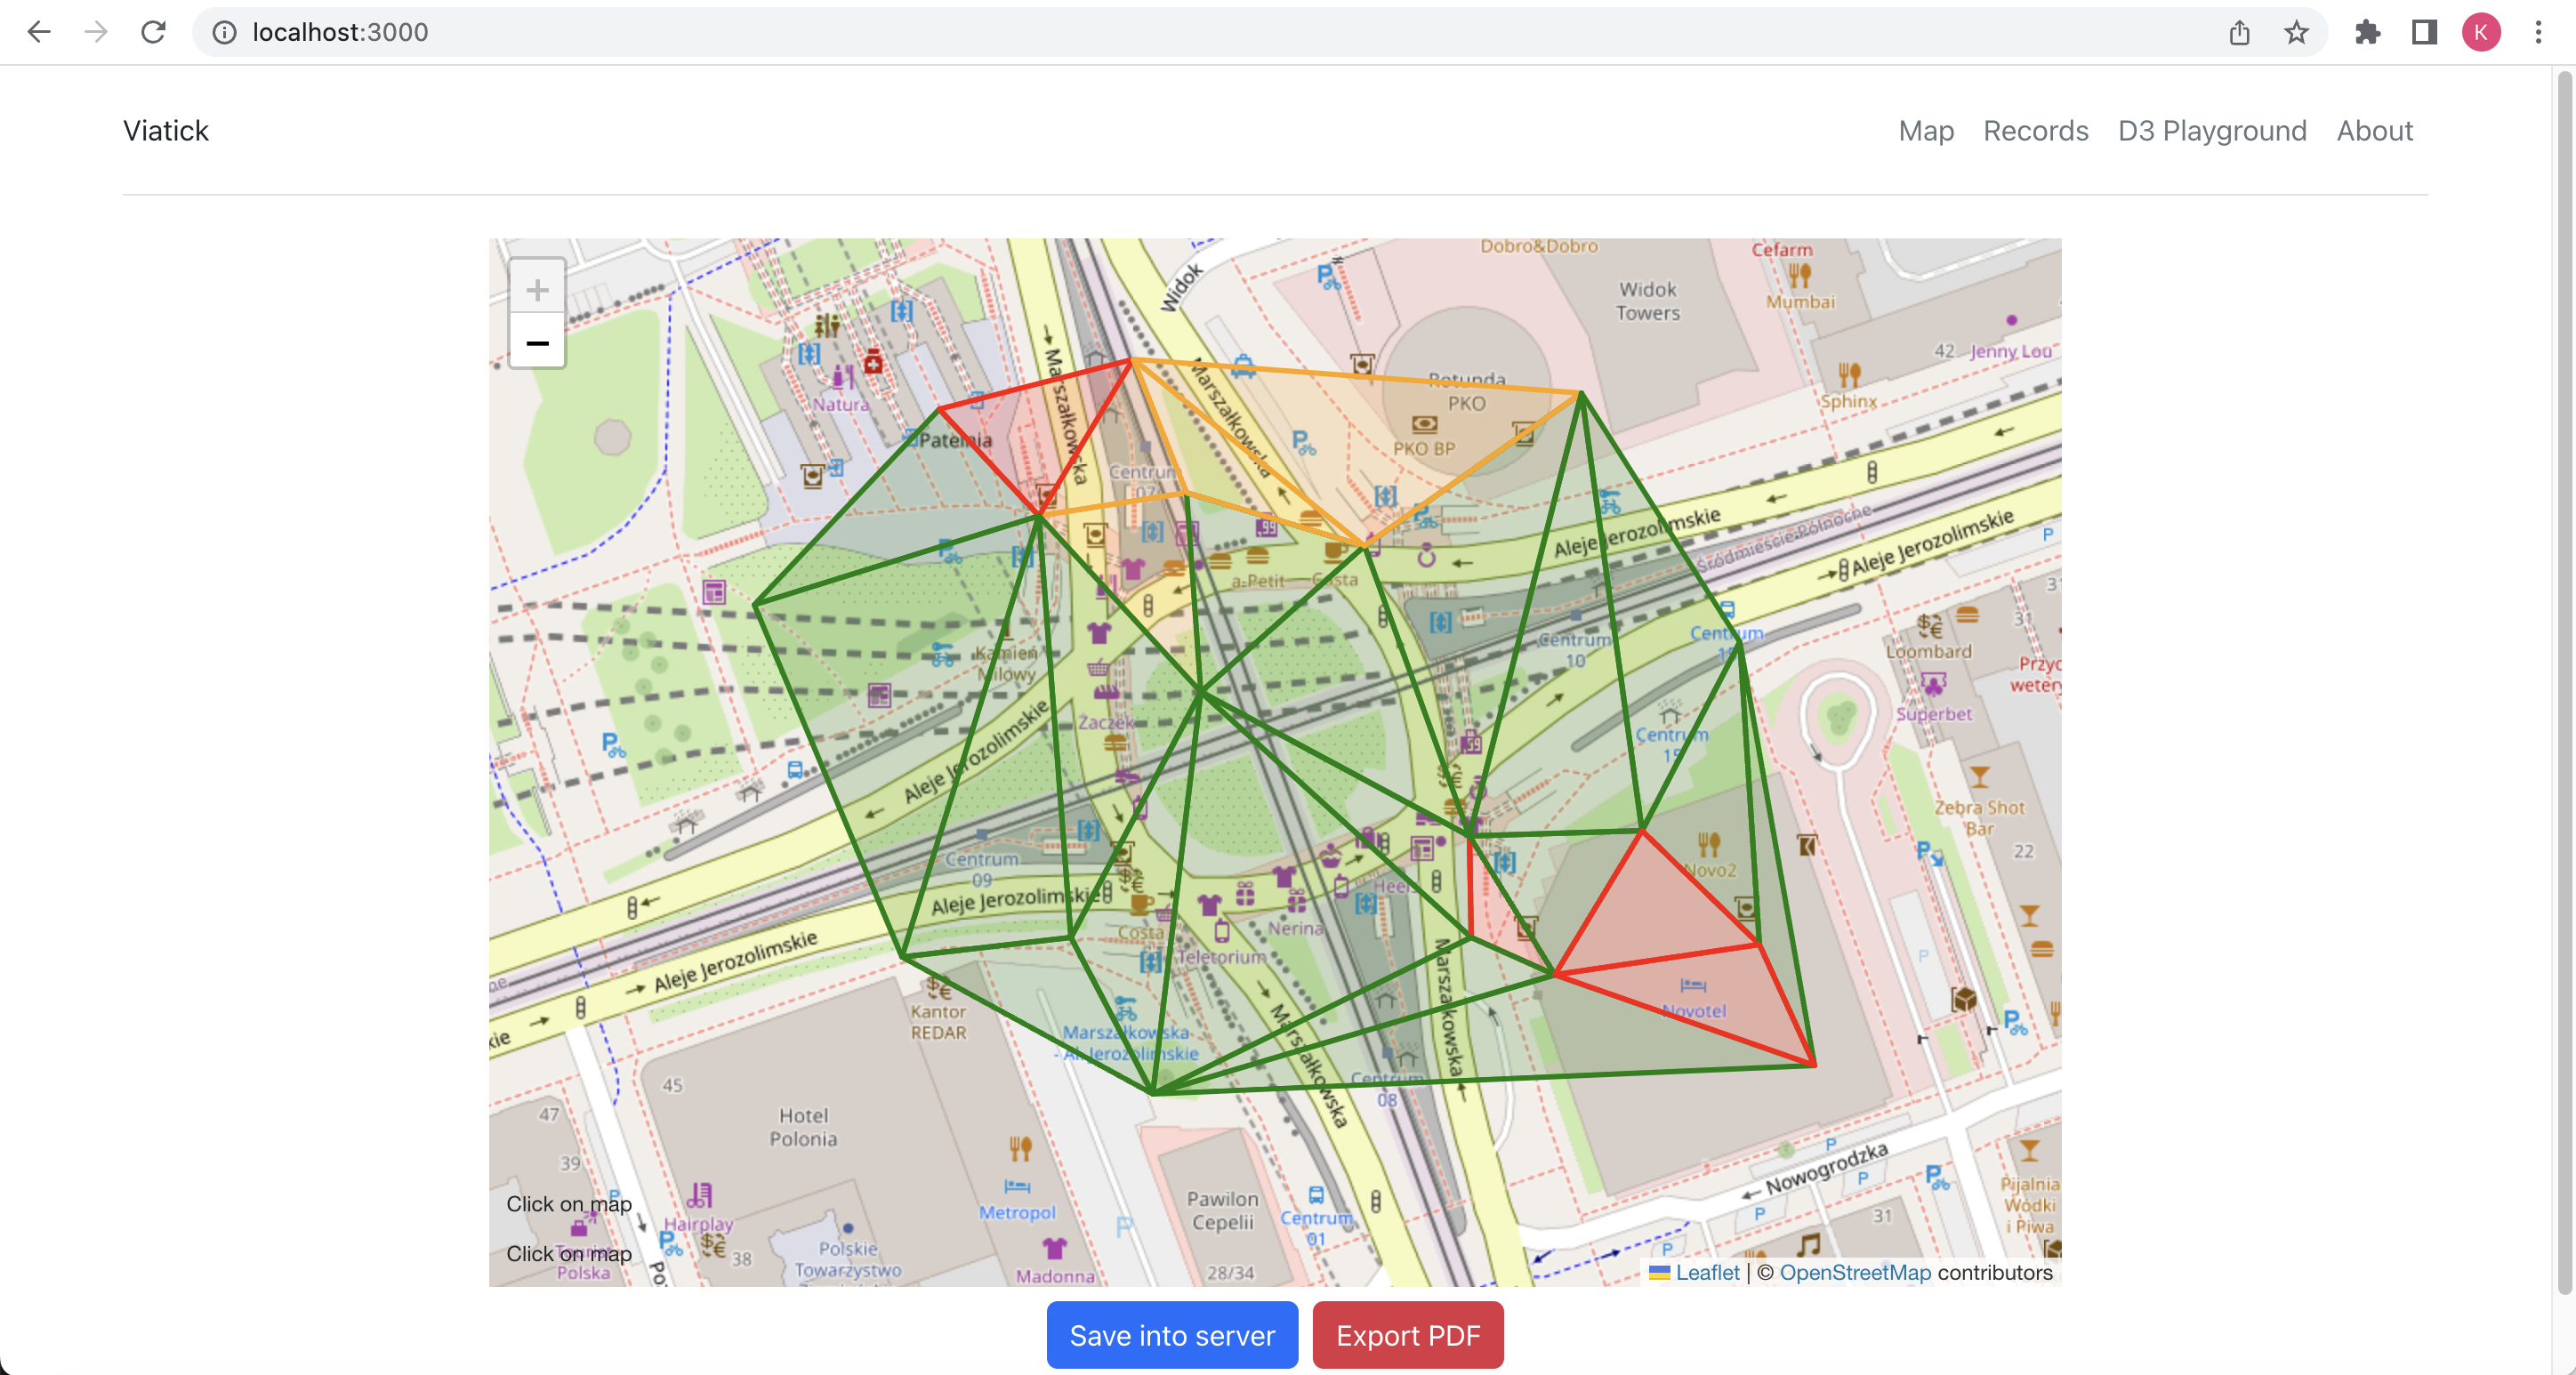 localhost:3000
K
Viatick
Map
Records
D3 Playground
About
+
−
Widok
Dobro&Dobro
Widok
Towers
Cefarm
Mumbai
42
Jenny Lou
Sphinx
Natura
Patelnia
Marszałkowska
Marszałkowska
Rotunda
PKO
PKO BP
Centrum
07
a-Petit
Costa
Aleje Jerozolimskie
Śródmieście Północne
Aleje Jerozolimskie
Kamień
Milowy
Żaczek
Centrum
10
Centrum
Loombard
31
Superbet
Centrum
15
Aleje Jerozolimskie
Zebra Shot
Bar
22
Novo2
Centrum
09
Aleje Jerozolimskie
Heels
Costa
Nerina
Teletorium
Aleje Jerozolimskie
Kantor
REDAR
Novotel
Marszałkowska
- Al.Jerozolimskie
Marszałkowska
Marszałkowska
Centrum
08
45
47
Hotel
Polonia
39
Nowogrodzka
Pijalnia
Wódki
i Piwa
Click on map
Hairplay
Metropol
Pawilon
Cepelii
Centrum
01
31
Click on map
Polska
38
Polskie
Towarzystwo
Madonna
28/34
Leaflet | © OpenStreetMap contributors
Save into server
Export PDF